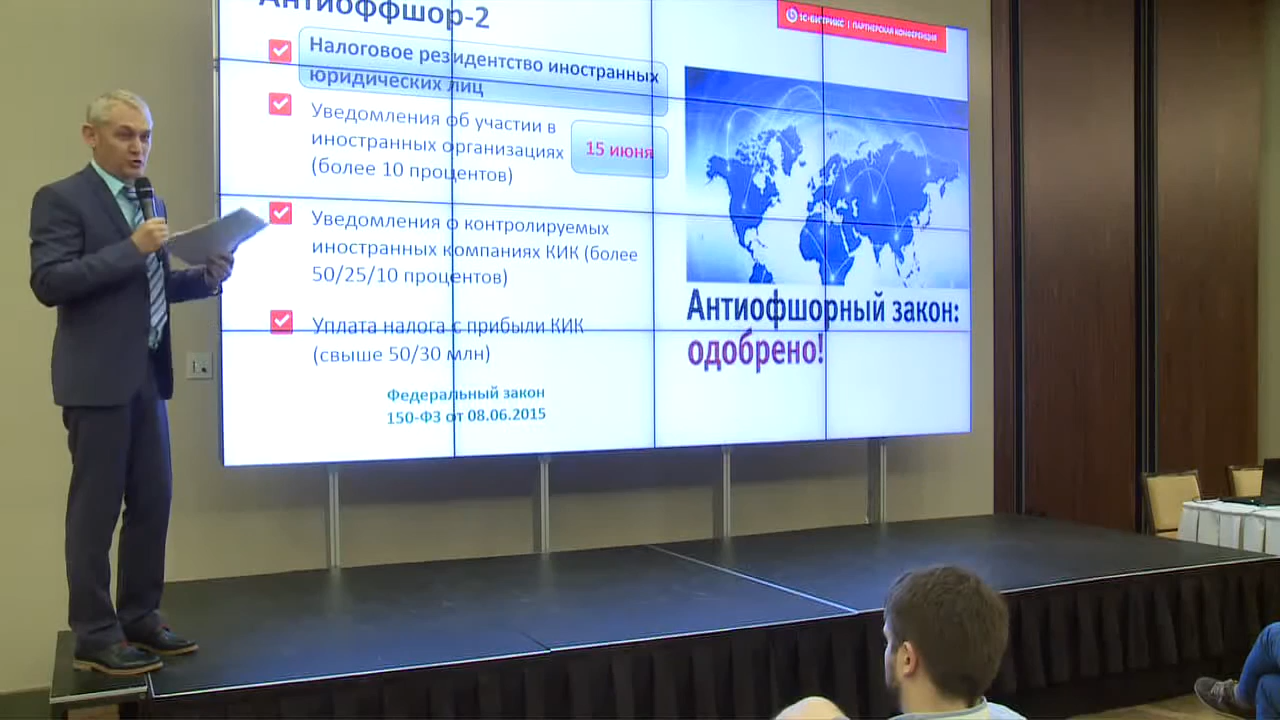 Антиоффшор-2
1С-БИТРИКС | ПАРТНЕРСКАЯ КОНФЕРЕНЦИЯ
Налоговое резидентство иностранных
юридических лиц
Уведомления об участии в
иностранных организациях
(более 10 процентов)
15 июня
Уведомления о контролируемых
иностранных компаниях КИК (более
50/25/10 процентов)
Уплата налога с прибыли КИК
(свыше 50/30 млн)
Федеральный закон
150-ФЗ от 08.06.2015
Антиофшорный закон:
одобрено!